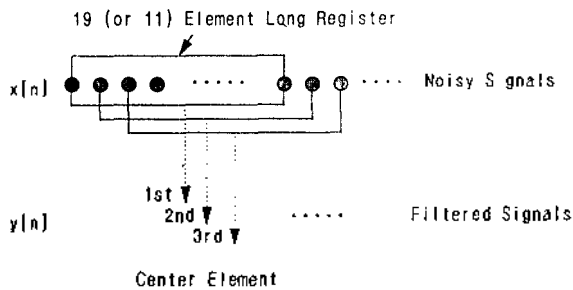 19 (or 11) Element Long Register
x[n] ····· ···· Noisy S gnals
1st
2nd
3rd
y[n] ····· Filtered Signals
Center Element